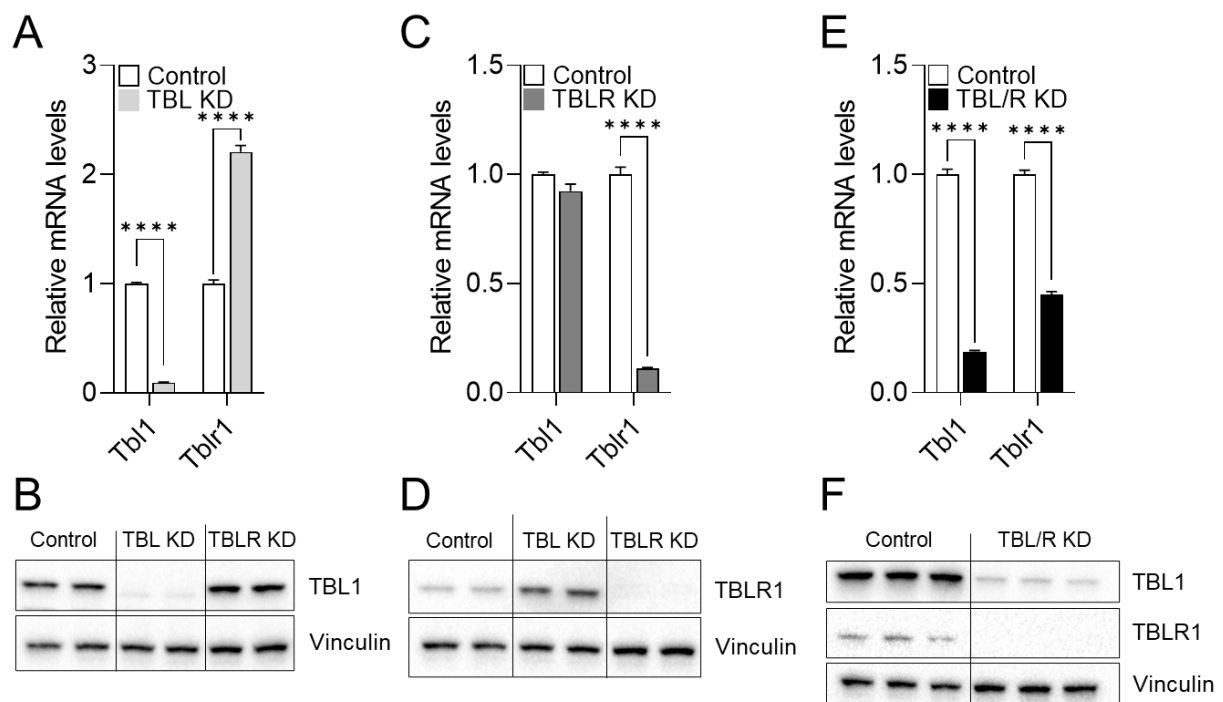 A
Relative mRNA levels
3
2
1
0
Control
TBL KD
****
****
Tbl1
Tblr1
C
Relative mRNA levels
1.5
1.0
0.5
0.0
Control
TBLR KD
****
Tbl1
Tblr1
E
Relative mRNA levels
1.5
1.0
0.5
0.0
Control
TBL/R KD
****
****
Tbl1
Tblr1
B
Control TBL KD TBLR KD
TBL1
Vinculin
D
Control TBL KD TBLR KD
TBLR1
Vinculin
F
Control TBL/R KD
TBL1
TBLR1
Vinculin